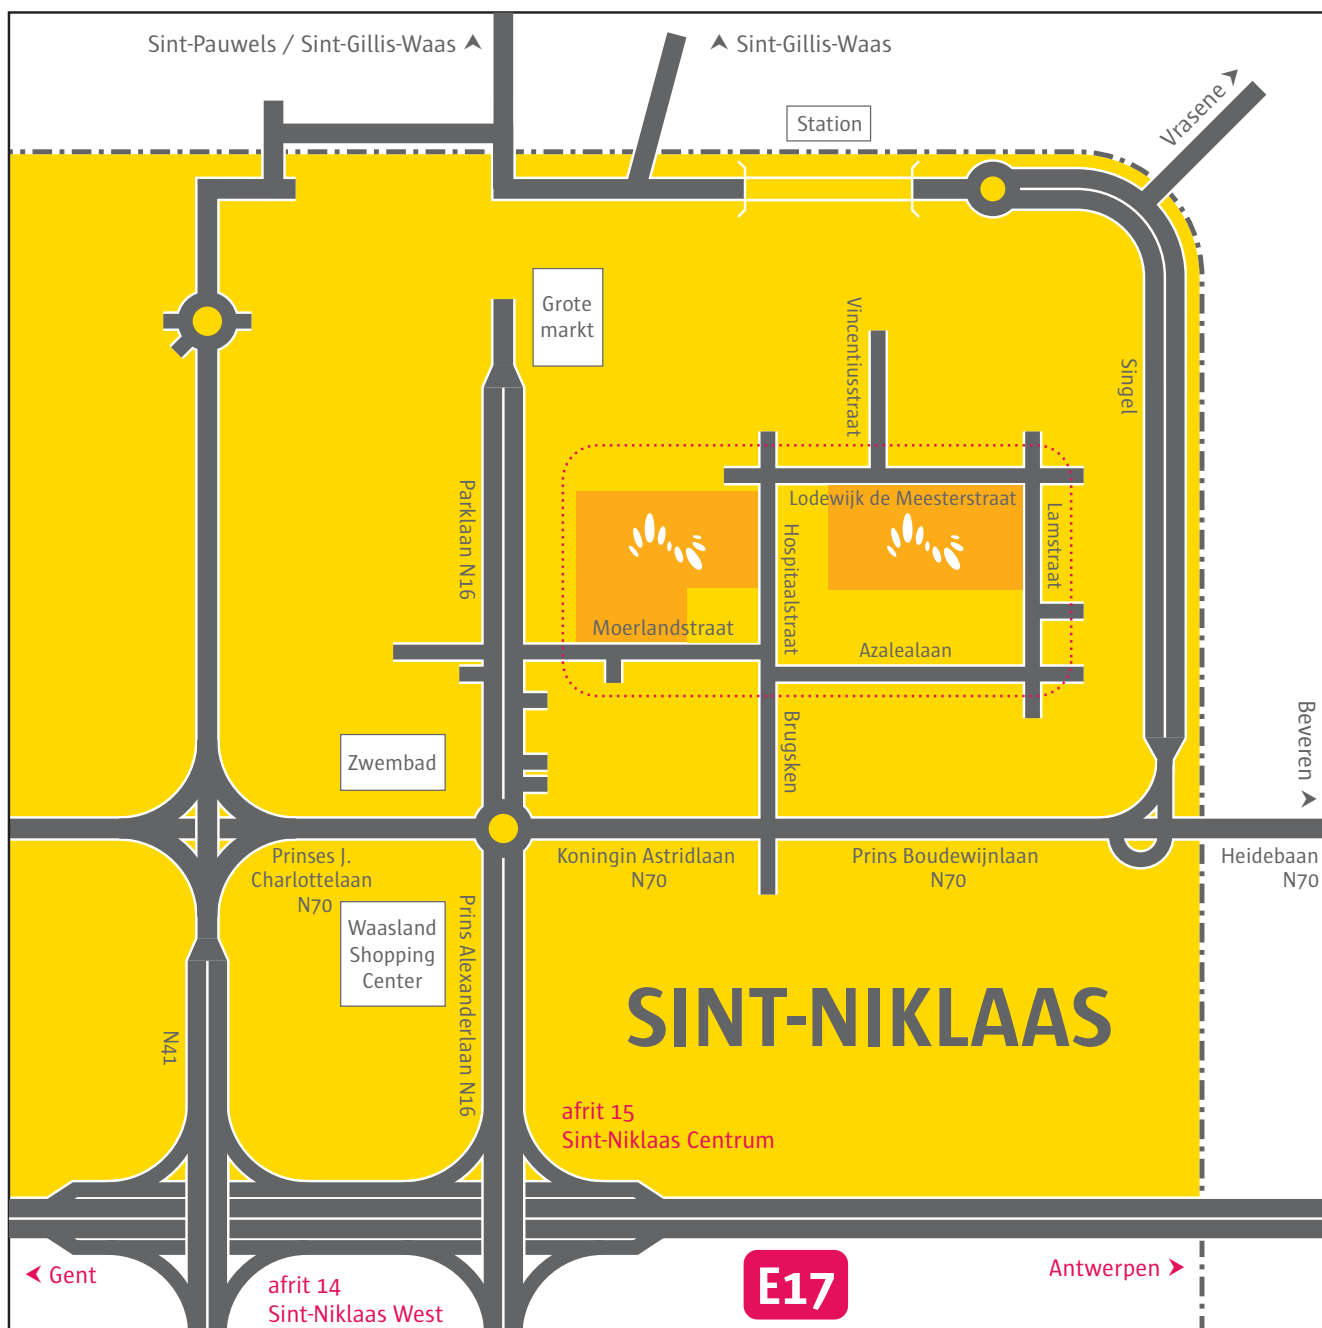 Sint-Pauwels / Sint-Gillis-Waas
Sint-Gillis-Waas
Station
Vrasene
Grote
markt
Vincentiusstraat
Singel
Parklaan N16
Lodewijk de Meesterstraat
Hospitaalstraat
Lamstraat
Moerlandstraat
Azalealaan
Brugsken
Beveren
Zwembad
Prinses J.
Charlottelaan
N70
Koningin Astridlaan
N70
Prins Boudewijnlaan
N70
Heidebaan
N70
Waasland
Shopping
Center
Prins Alexanderlaan N16
N41
SINT-NIKLAAS
afrit 15
Sint-Niklaas Centrum
Gent
afrit 14
Sint-Niklaas West
E17
Antwerpen